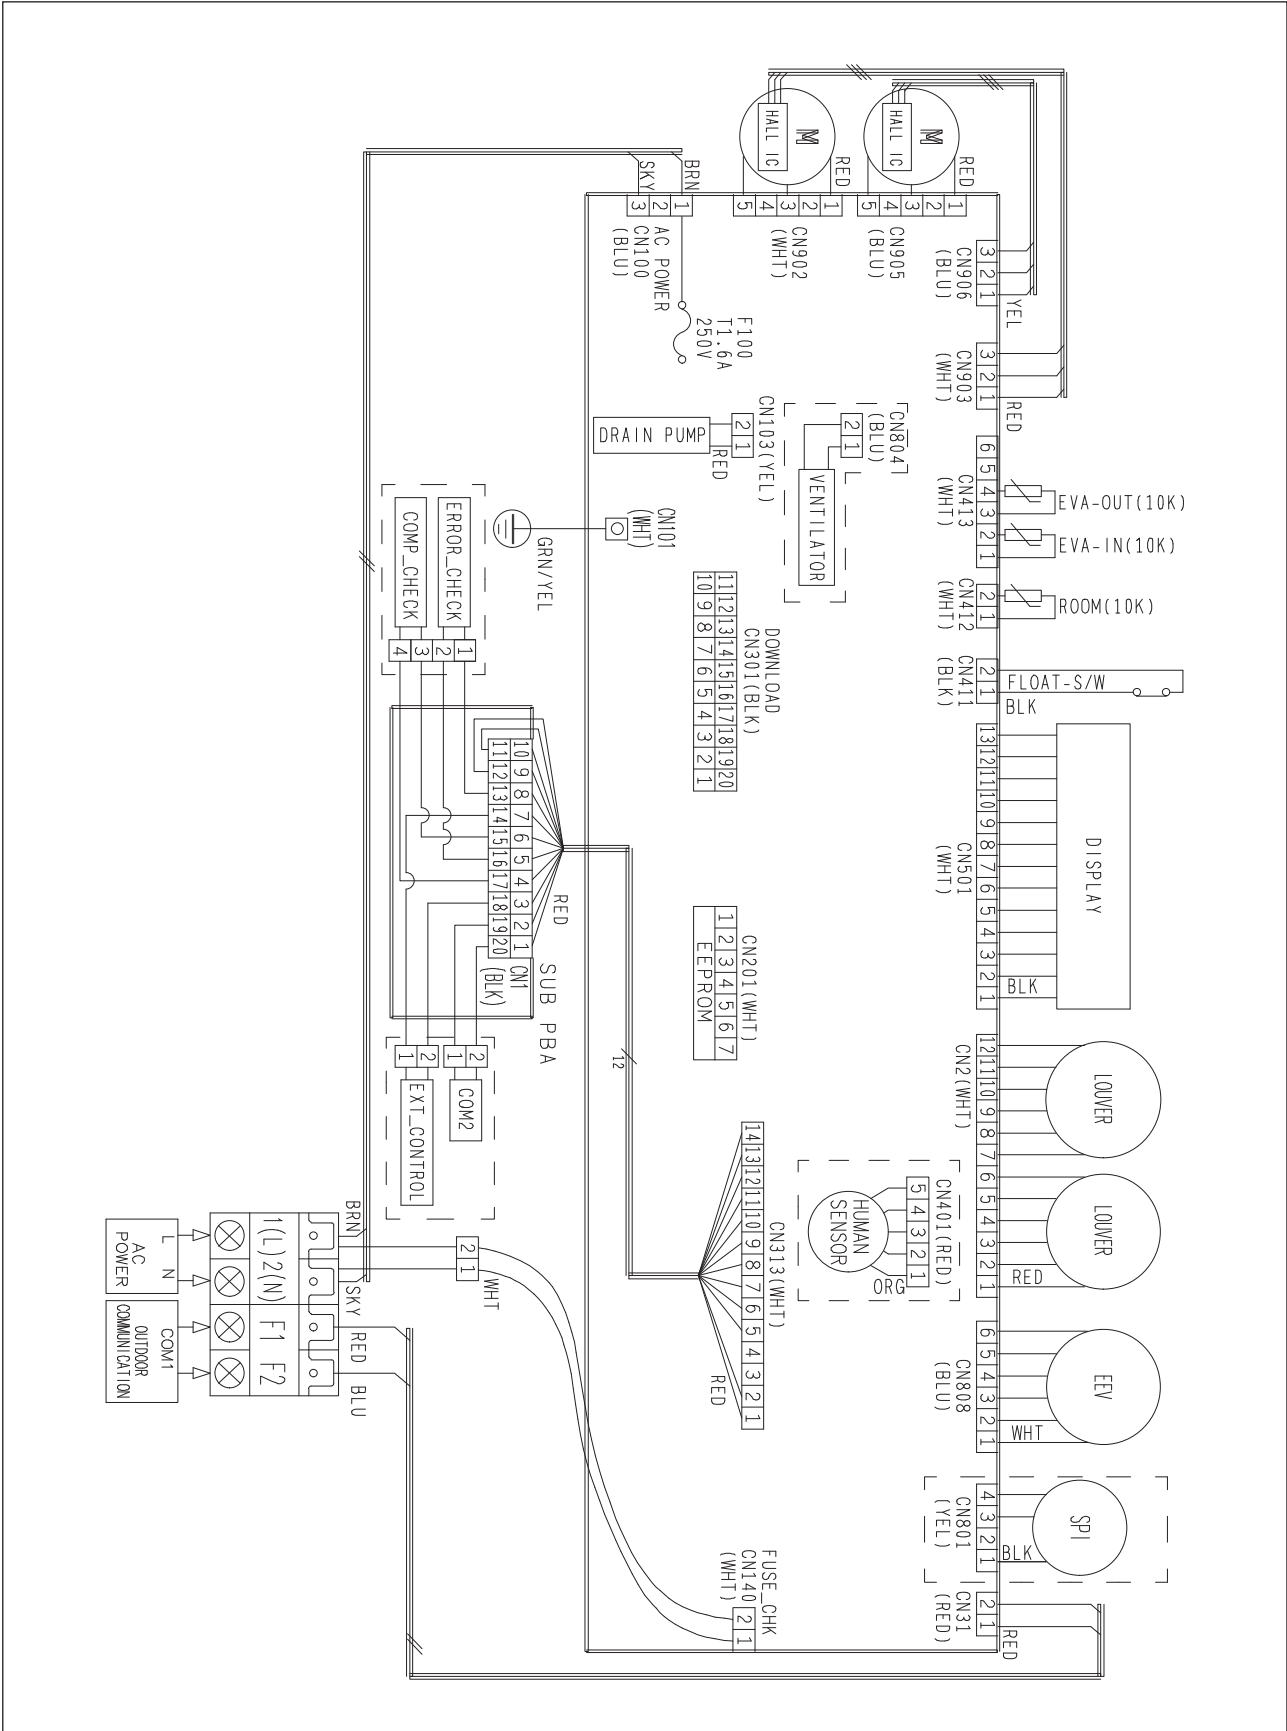 HALL IC
M
RED
5 4 3 2 1
CN902
(WHT)
HALL IC
M
RED
5 4 3 2 1
CN905
(BLU)
BRN
SKY
3 2 1
AC POWER
CN100
(BLU)
F100
T1.6A
250V
3 2 1
CN906
(BLU)
YEL
3 2 1
CN903
(WHT)
RED
6 5 4 3 2 1
CN413
(WHT)
EVA-OUT(10K)
EVA-IN(10K)
2 1
CN412
(WHT)
ROOM(10K)
2 1
CN411
(BLK)
FLOAT-S/W
BLK
13 12 11 10 9 8 7 6 5 4 3 2 1
CN501
(WHT)
DISPLAY
BLK
12 11 10 9 8 7 6 5 4 3 2 1
CN2(WHT)
LOUVER
LOUVER
RED
6 5 4 3 2 1
CN808
(BLU)
EEV
WHT
4 3 2 1
CN801
(YEL)
SPI
BLK
2 1
CN31
(RED)
RED
CN804
(BLU)
2 1
VENTILATOR
CN103(YEL)
2 1
DRAIN PUMP
RED
CN101
(WHT)
GRN/YEL
DOWNLOAD
CN301(BLK)
11 12 13 14 15 16 17 18 19 20
10 9 8 7 6 5 4 3 2 1
CN201(WHT)
1 2 3 4 5 6 7
EEPROM
CN401(RED)
5 4 3 2 1
HUMAN
SENSOR
ORG
CN313(WHT)
14 13 12 11 10 9 8 7 6 5 4 3 2 1
RED
12
FUSE_CHK
CN140
(WHT)
2 1
ERROR_CHECK
COMP_CHECK
4 3 2 1
RED
10 9 8 7 6 5 4 3 2 1
11 12 13 14 15 16 17 18 19 20
CN1
(BLK)
SUB PBA
1 2
1 2
EXT_CONTROL
COM2
BRN
SKY
2 1
WHT
RED
BLU
1(L) 2(N) F1 F2
L N
AC
POWER
COM1
OUTDOOR
COMMUNICATION